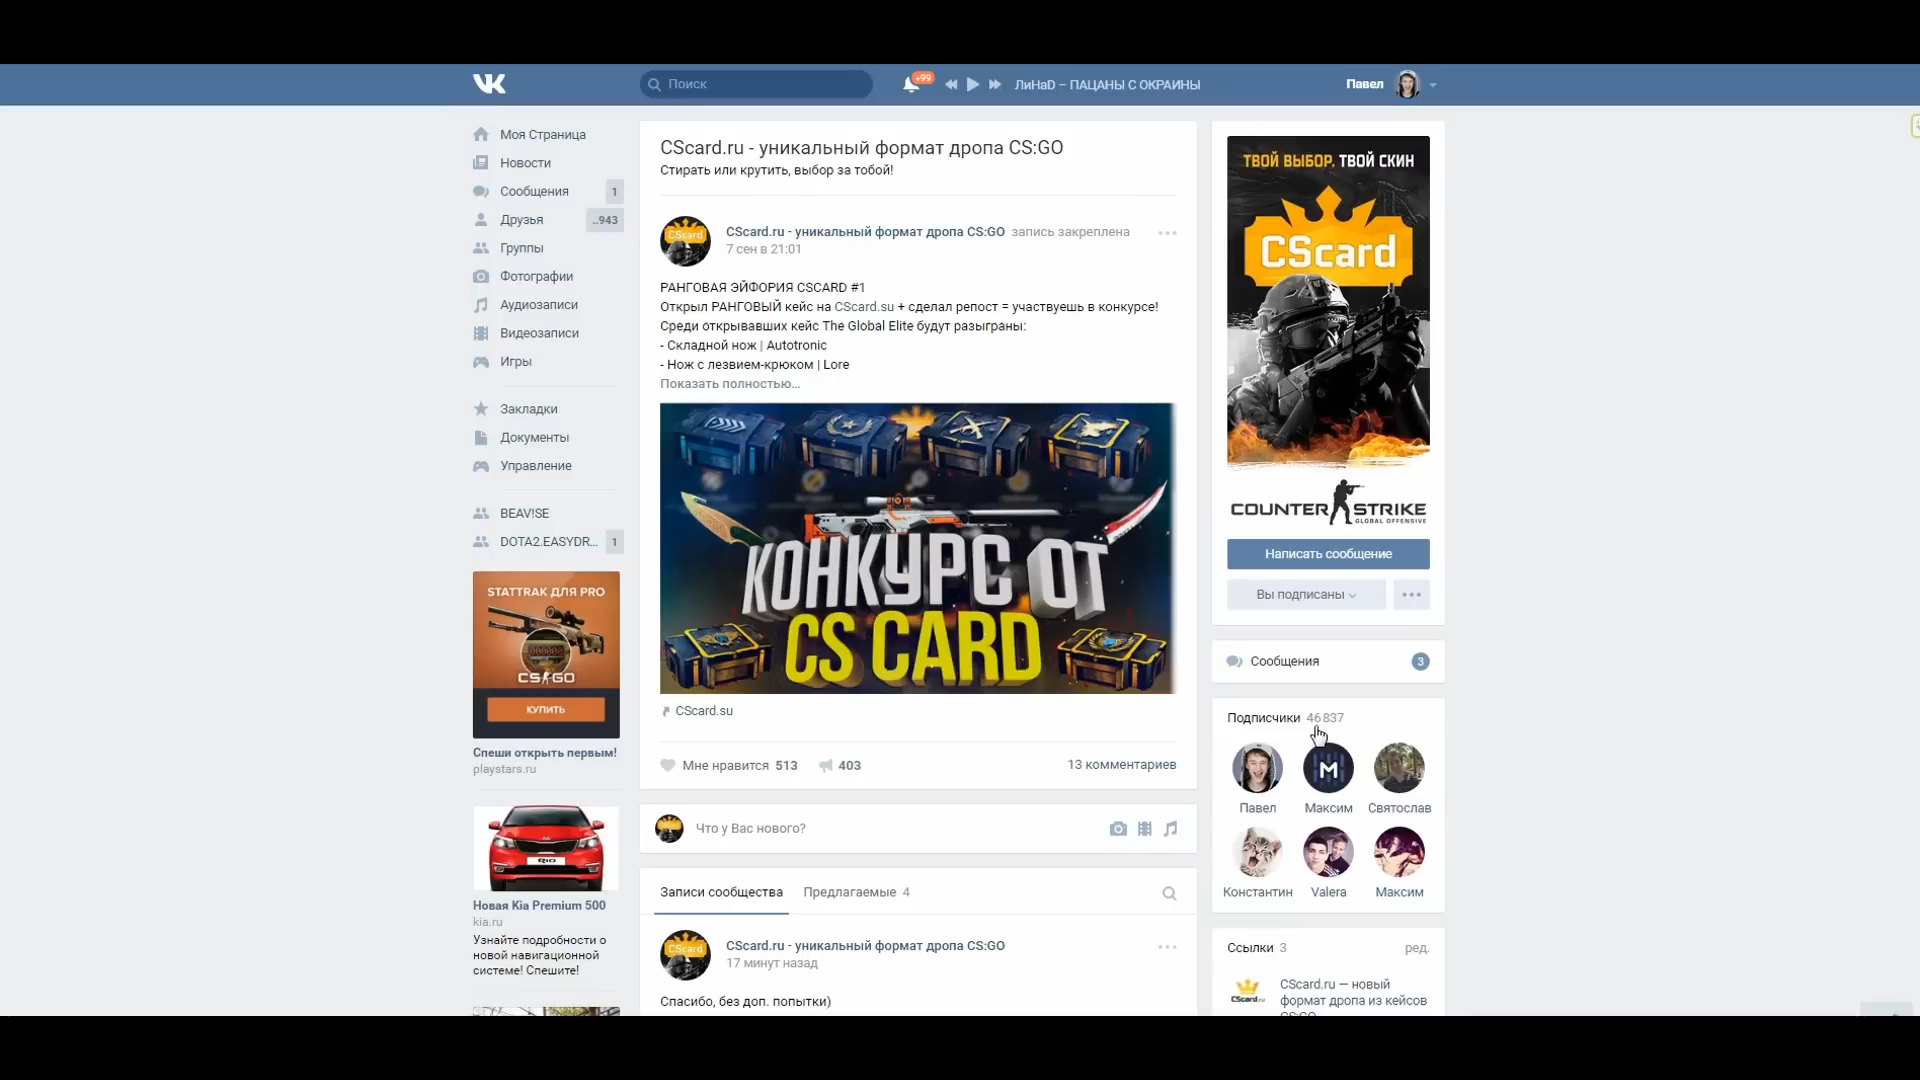 Поиск
+99
ЛиНаD – ПАЦАНЫ С ОКРАИНЫ
Павел
Моя Страница
Новости
Сообщения 1
Друзья ..943
Группы
Фотографии
Аудиозаписи
Видеозаписи
Игры
Закладки
Документы
Управление
BEAV!SE
DOTA2.EASYDR... 1
STATTRAK ДЛЯ PRO
CS:GO
КУПИТЬ
Спеши открыть первым!
playstars.ru
RIO
Новая Kia Premium 500
kia.ru
Узнайте подробности о
новой навигационной
системе! Спешите!
CScard.ru - уникальный формат дропа CS:GO
Стирать или крутить, выбор за тобой!
CScard
CScard.ru - уникальный формат дропа CS:GO запись закреплена
7 сен в 21:01
РАНГОВАЯ ЭЙФОРИЯ CSCARD #1
Открыл РАНГОВЫЙ кейс на CScard.su + сделал репост = участвуешь в конкурсе!
Среди открывавших кейс The Global Elite будут разыграны:
- Складной нож | Autotronic
- Нож с лезвием-крюком | Lore
Показать полностью...
КОНКУРС ОТ
CS CARD
CScard.su
Мне нравится 513 403
13 комментариев
Что у Вас нового?
Записи сообщества Предлагаемые 4
CScard
CScard.ru - уникальный формат дропа CS:GO
17 минут назад
Спасибо, без доп. попытки)
ТВОЙ ВЫБОР, ТВОЙ СКИН
CScard
COUNTER STRIKE
GLOBAL OFFENSIVE
Написать сообщение
Вы подписаны
Сообщения 3
Подписчики 46 837
M
Павел Максим Святослав
Константин Valera Максим
Ссылки 3 ред.
CScard.ru
CScard.ru — новый
формат дропа из кейсов
CS:GO